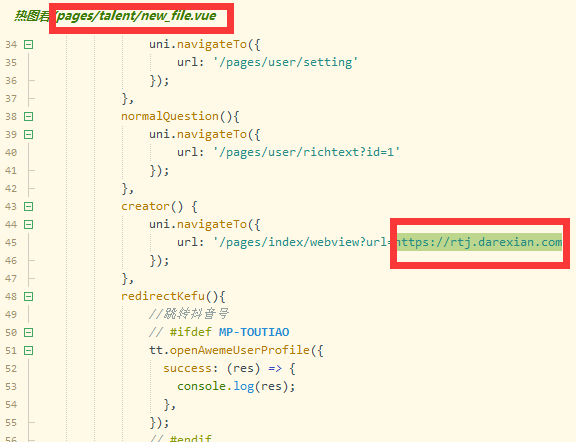 热图君/pages/talent/new_file.vue
34 uni.navigateTo({
35 url: '/pages/user/setting'
36 });
37 },
38 normalQuestion(){
39 uni.navigateTo({
40 url: '/pages/user/richtext?id=1'
41 });
42 },
43 creator() {
44 uni.navigateTo({
45 url: '/pages/index/webview?url=https://rtj.darexian.com
46 });
47 },
48 redirectKefu(){
49 //跳转抖音号
50 // #ifdef MP-TOUTIAO
51 tt.openAwemeUserProfile({
52 success: (res) => {
53 console.log(res);
54 },
55 });
56 // #endif